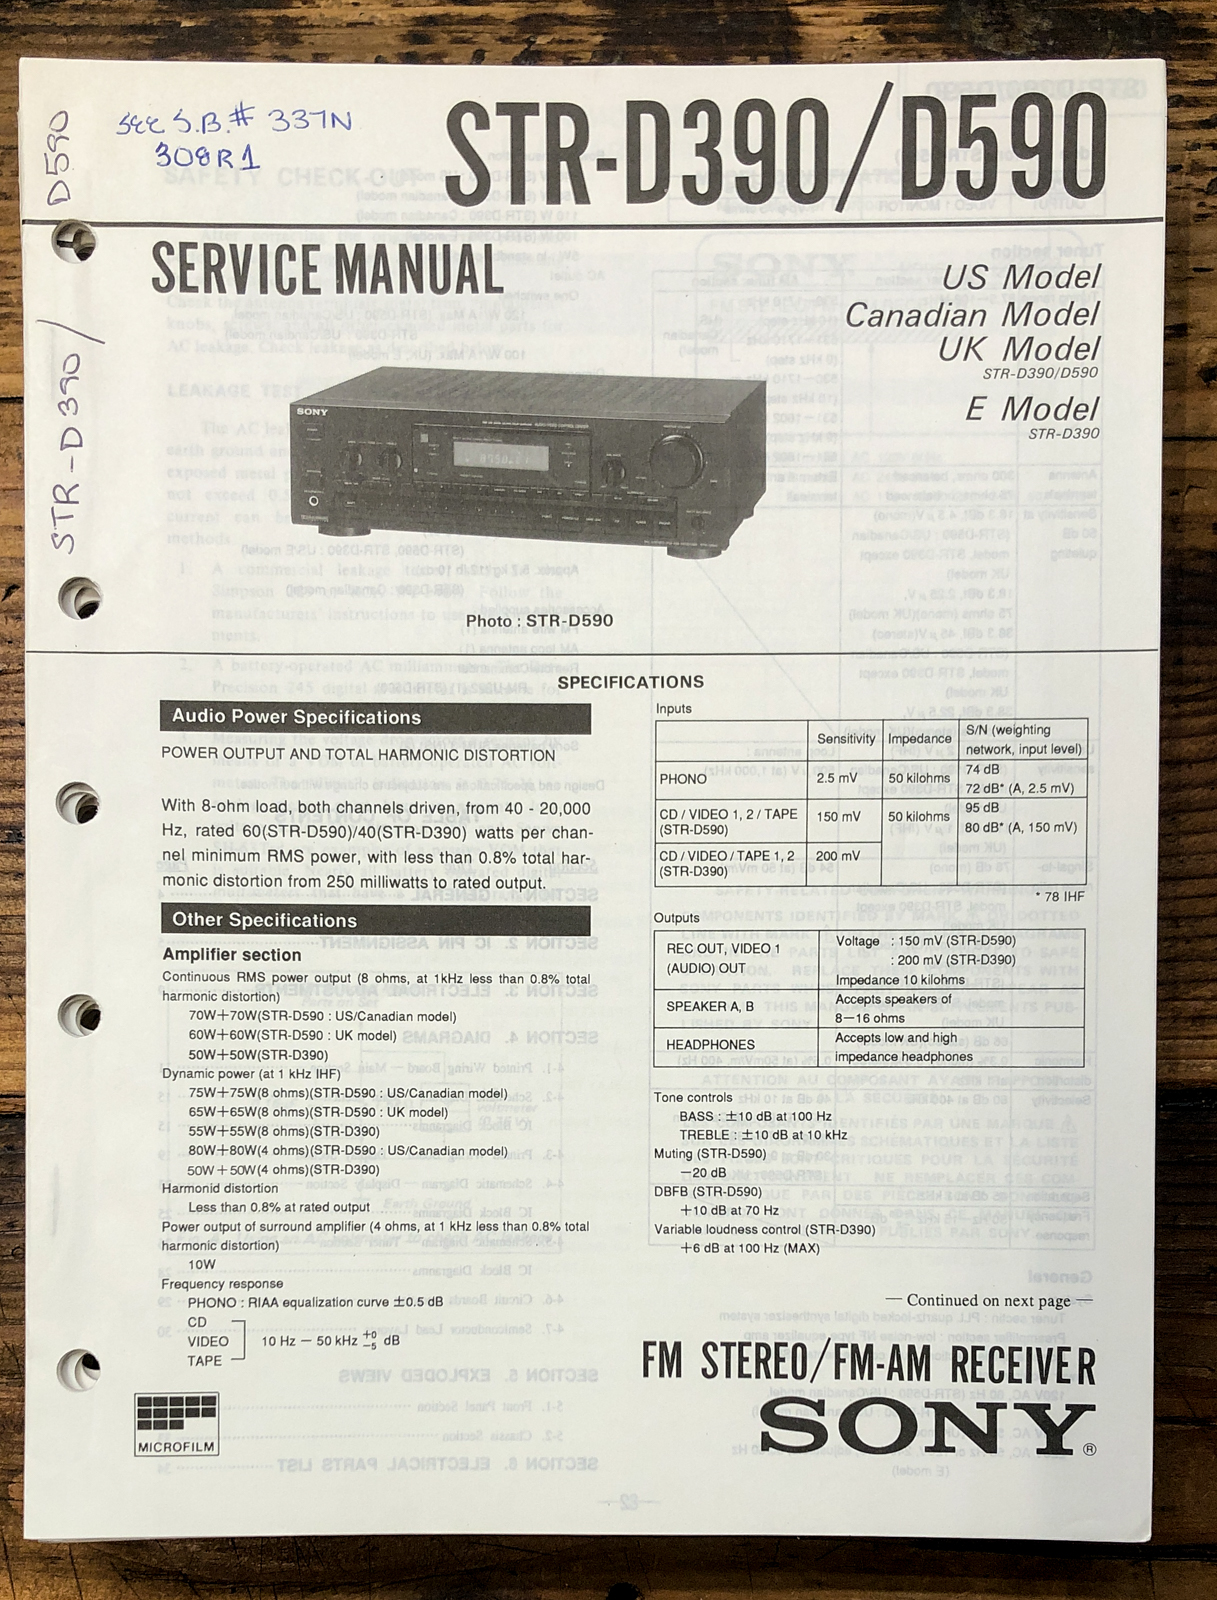 SEE S.B.# 337N
308R1
STR-D390/D590
STR-D390/ D590
SERVICE MANUAL
US Model
Canadian Model
UK Model
STR-D390/D590
E Model
STR-D390
SONY
Photo : STR-D590
SPECIFICATIONS
Audio Power Specifications
POWER OUTPUT AND TOTAL HARMONIC DISTORTION
With 8-ohm load, both channels driven, from 40 - 20,000
Hz, rated 60(STR-D590)/40(STR-D390) watts per chan-
nel minimum RMS power, with less than 0.8% total har-
monic distortion from 250 milliwatts to rated output.
Other Specifications
Amplifier section
Continuous RMS power output (8 ohms, at 1kHz less than 0.8% total
harmonic distortion)
70W+70W(STR-D590 : US/Canadian model)
60W+60W(STR-D590 : UK model)
50W+50W(STR-D390)
Dynamic power (at 1 kHz IHF)
75W+75W(8 ohms)(STR-D590 : US/Canadian model)
65W+65W(8 ohms)(STR-D590 : UK model)
55W+55W(8 ohms)(STR-D390)
80W+80W(4 ohms)(STR-D590 : US/Canadian model)
50W+50W(4 ohms)(STR-D390)
Harmonid distortion
Less than 0.8% at rated output
Power output of surround amplifier (4 ohms, at 1 kHz less than 0.8% total
harmonic distortion)
10W
Frequency response
PHONO : RIAA equalization curve ±0.5 dB
CD
VIDEO 10 Hz — 50 kHz +0 -5 dB
TAPE
MICROFILM
Inputs
Sensitivity Impedance S/N (weighting
network, input level)
PHONO 2.5 mV 50 kilohms 74 dB
72 dB* (A, 2.5 mV)
CD / VIDEO 1, 2 / TAPE 150 mV 50 kilohms 95 dB
(STR-D590) 80 dB* (A, 150 mV)
CD / VIDEO / TAPE 1, 2 200 mV
(STR-D390)
* 78 IHF
Outputs
REC OUT, VIDEO 1 Voltage : 150 mV (STR-D590)
(AUDIO) OUT : 200 mV (STR-D390)
Impedance 10 kilohms
SPEAKER A, B Accepts speakers of
8—16 ohms
HEADPHONES Accepts low and high
impedance headphones
Tone controls
BASS : ±10 dB at 100 Hz
TREBLE : ±10 dB at 10 kHz
Muting (STR-D590)
−20 dB
DBFB (STR-D590)
+10 dB at 70 Hz
Variable loudness control (STR-D390)
+6 dB at 100 Hz (MAX)
— Continued on next page —
FM STEREO/FM-AM RECEIVER
SONY®